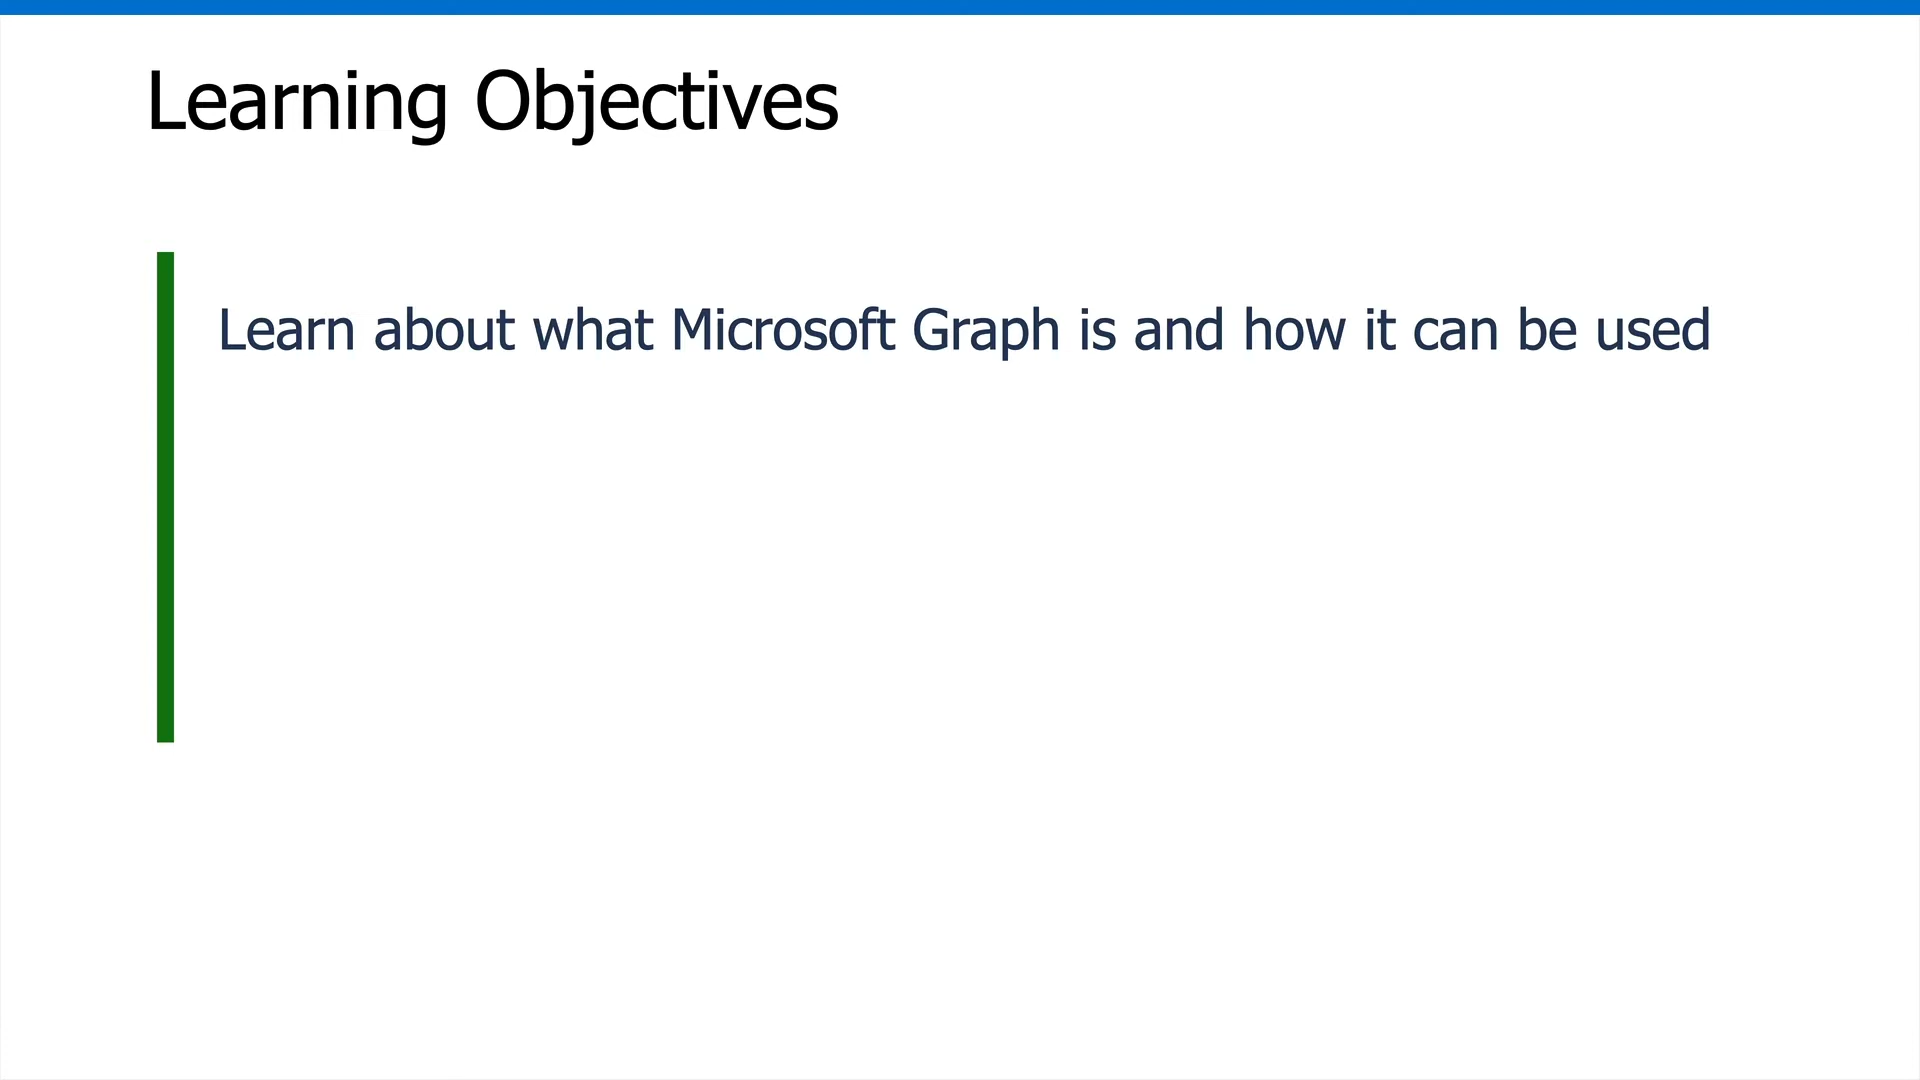 Learning Objectives
Learn about what Microsoft Graph is and how it can be used